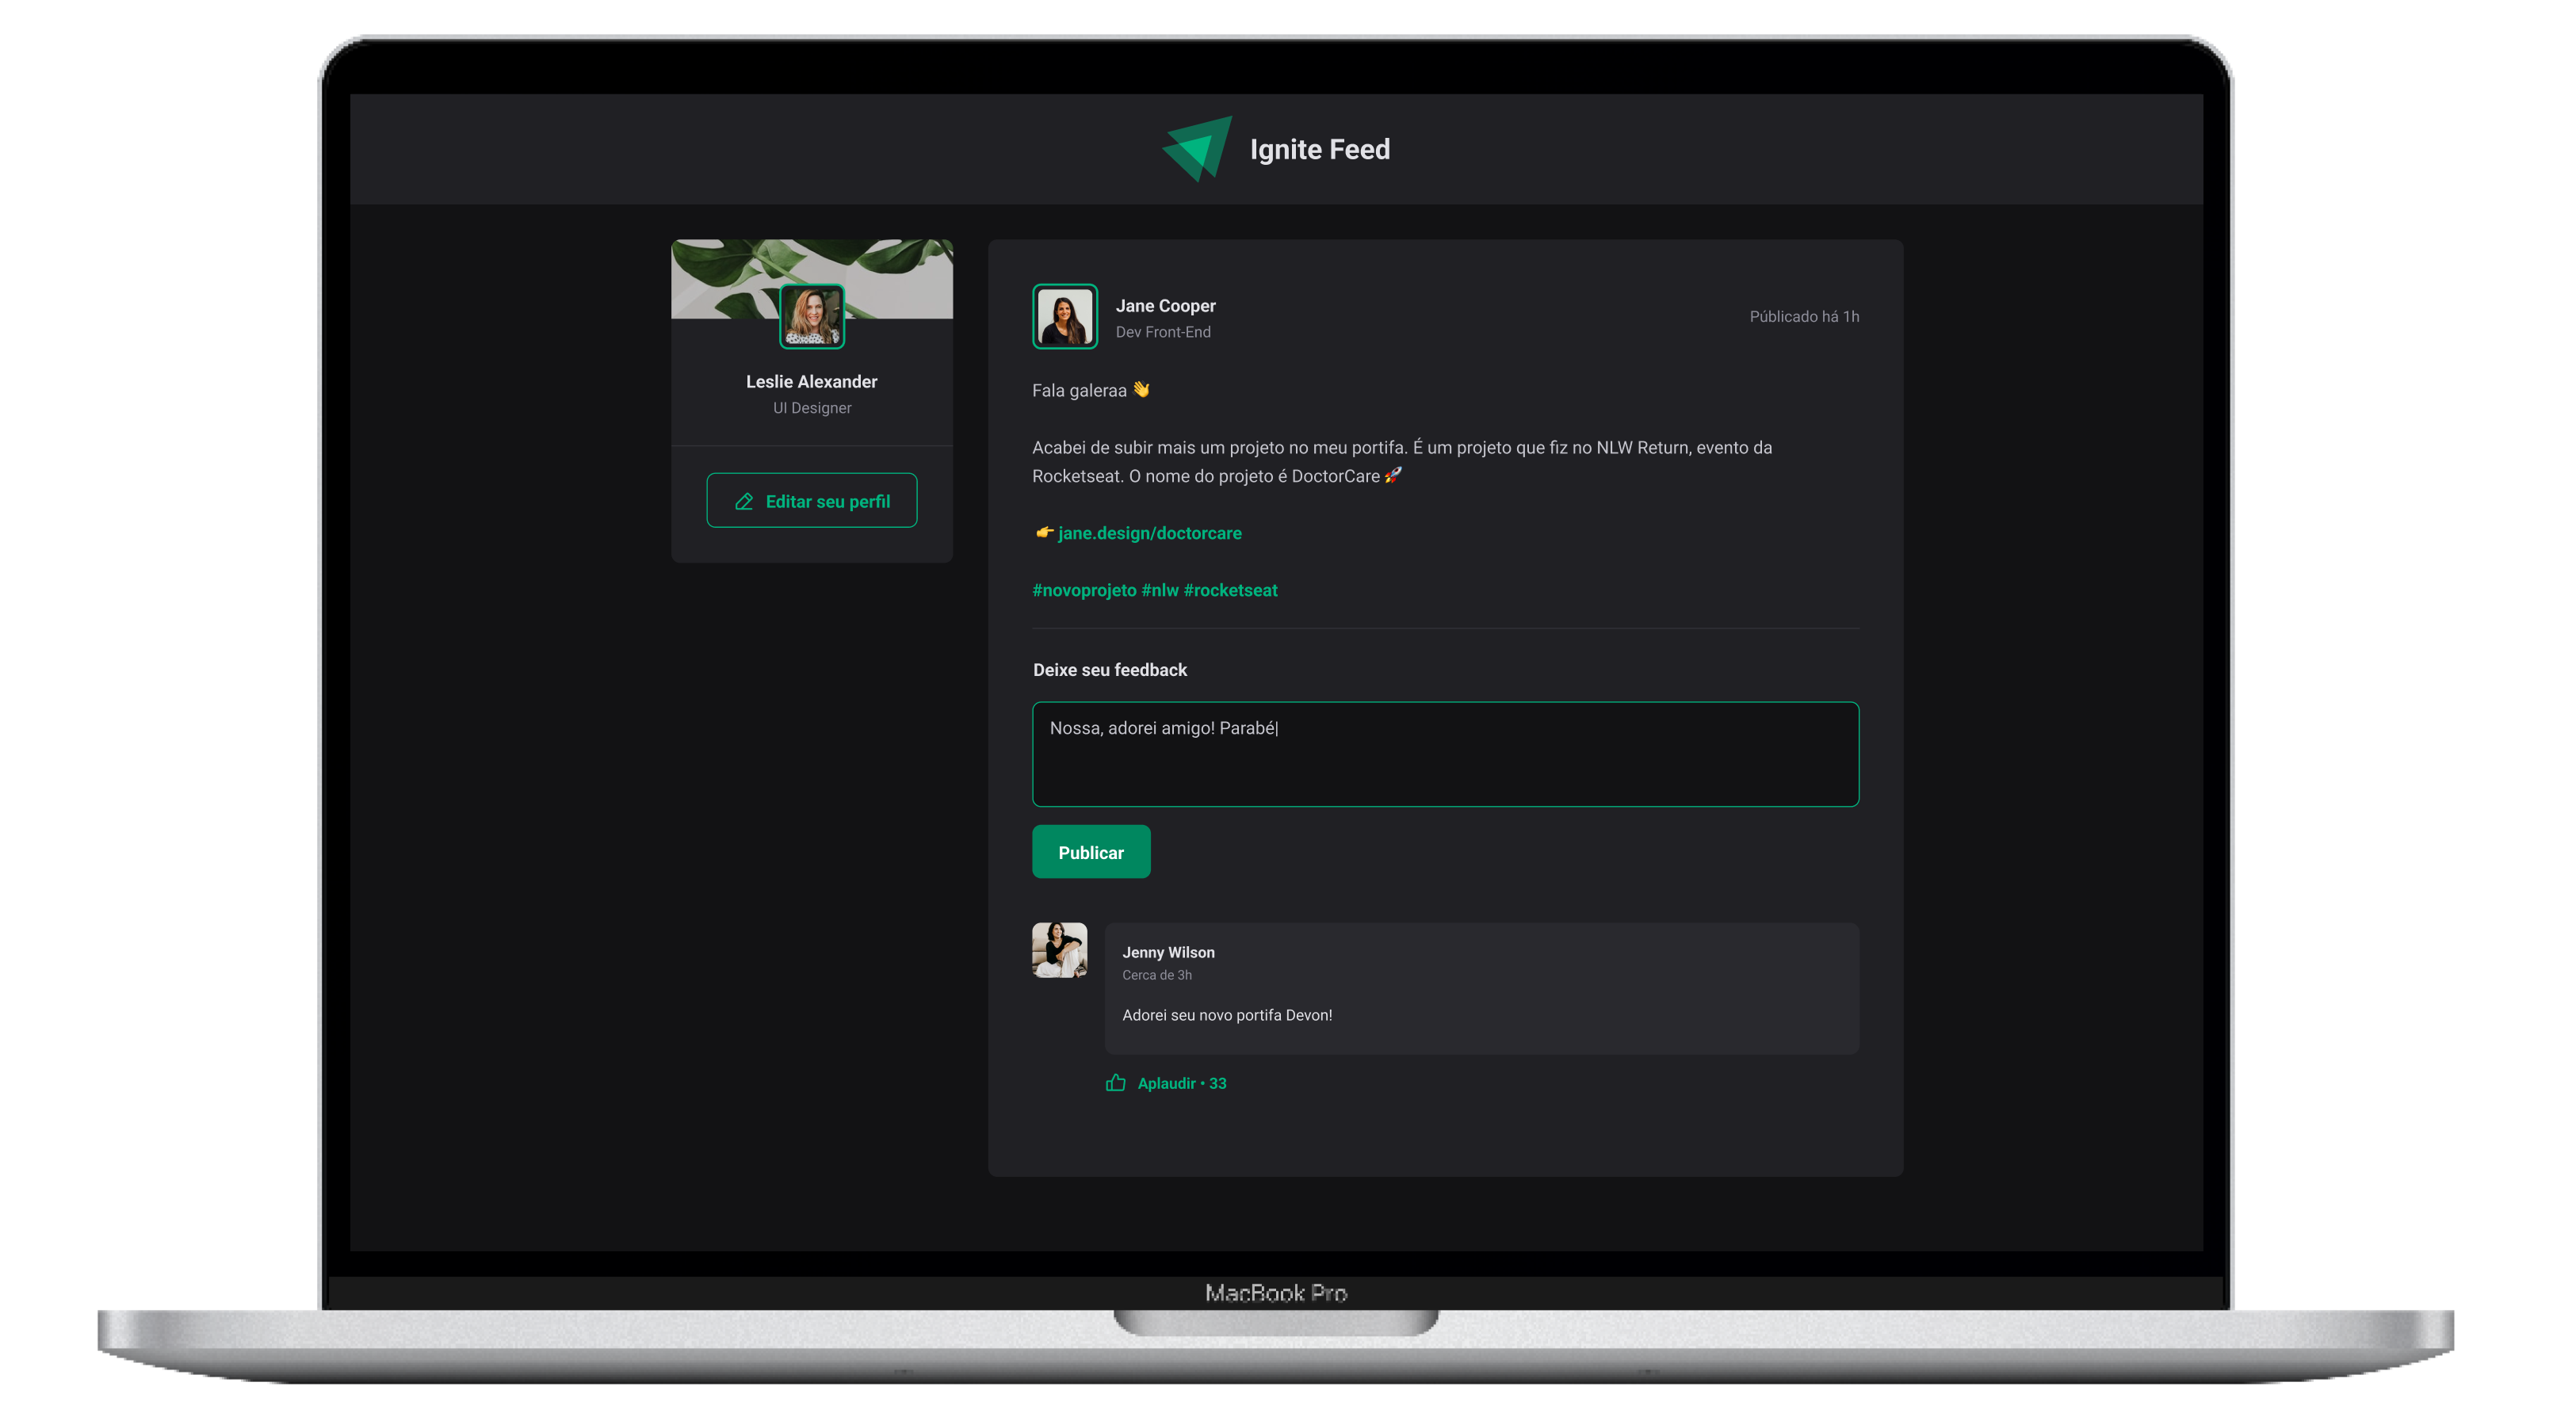 Ignite Feed
Leslie Alexander
UI Designer
Editar seu perfil
Jane Cooper
Dev Front-End
Públicado há 1h
Fala galeraa 👋
Acabei de subir mais um projeto no meu portifa. É um projeto que fiz no NLW Return, evento da
Rocketseat. O nome do projeto é DoctorCare 🚀
👉 jane.design/doctorcare
#novoprojeto #nlw #rocketseat
Deixe seu feedback
Nossa, adorei amigo! Parabé|
Publicar
Jenny Wilson
Cerca de 3h
Adorei seu novo portifa Devon!
Aplaudir • 33
MacBook Pro